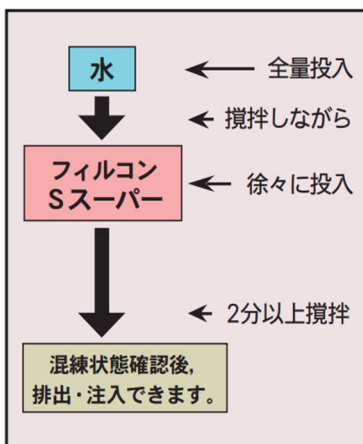 水
全量投入
撹拌しながら
フィルコン
Sスーパー
徐々に投入
2分以上撹拌
混練状態確認後,
排出・注入できます。